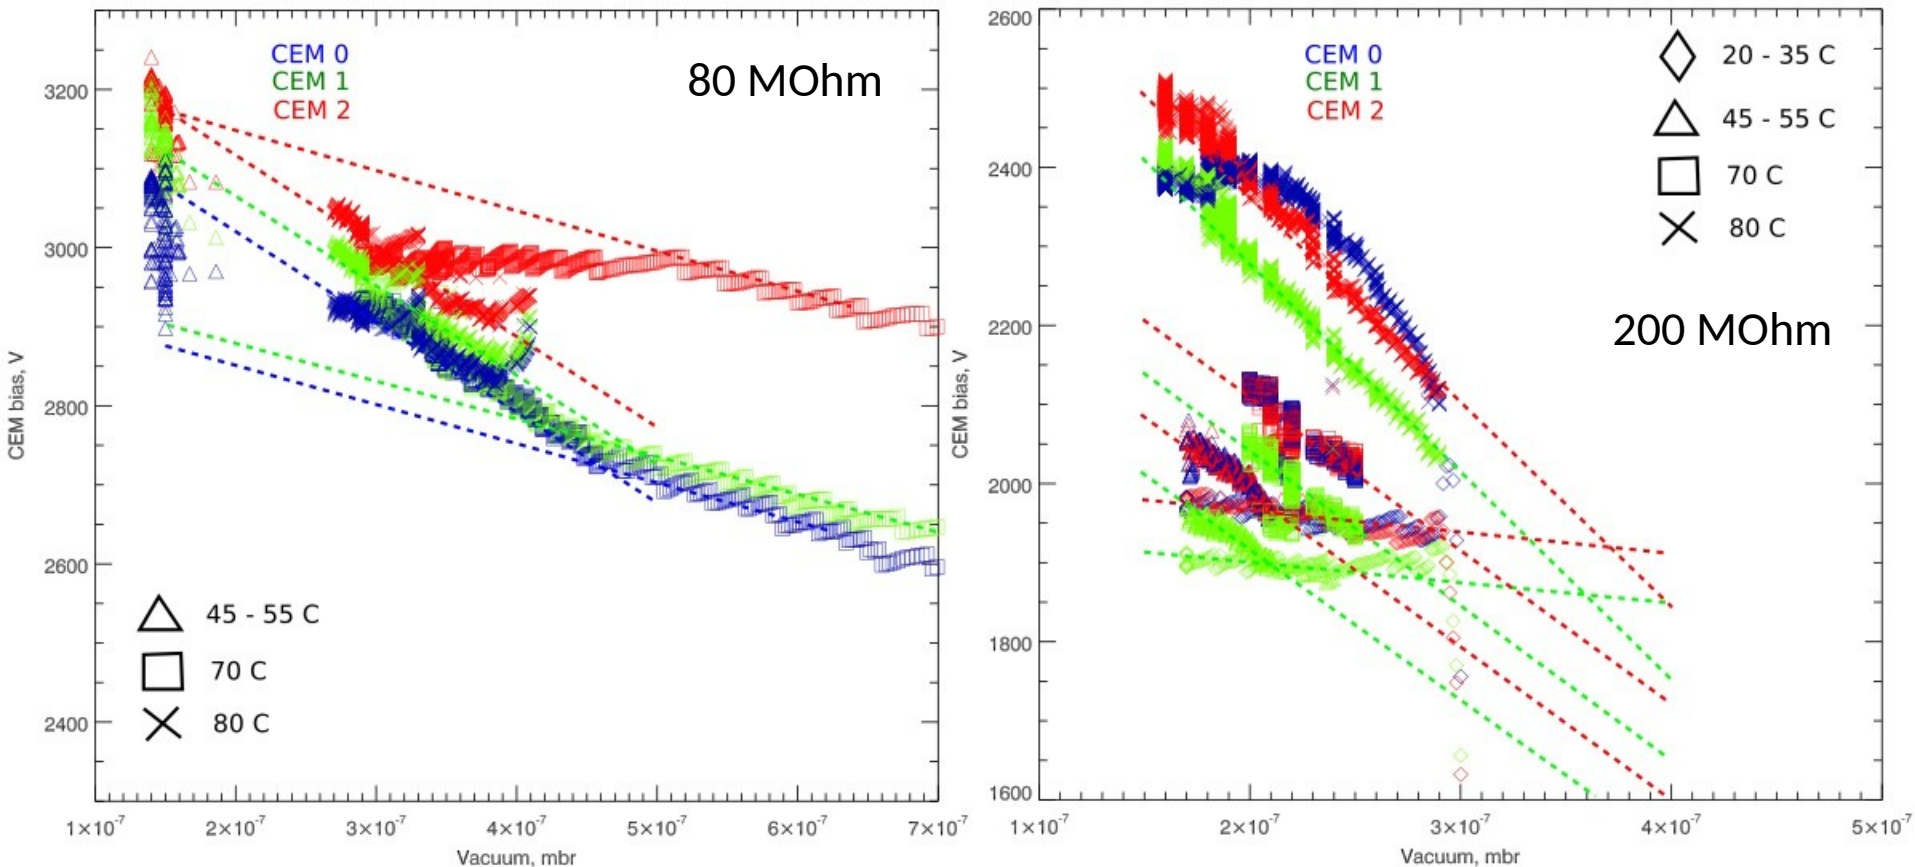 CEM 0
CEM 1
CEM 2
80 MOhm
3200
3000
2800
2600
2400
CEM bias, V
45 - 55 C
70 C
80 C
1×10⁻⁷ 2×10⁻⁷ 3×10⁻⁷ 4×10⁻⁷ 5×10⁻⁷ 6×10⁻⁷ 7×10⁻⁷
Vacuum, mbr
2600
2400
2200
2000
1800
1600
CEM bias, V
CEM 0
CEM 1
CEM 2
20 - 35 C
45 - 55 C
70 C
80 C
200 MOhm
1×10⁻⁷ 2×10⁻⁷ 3×10⁻⁷ 4×10⁻⁷ 5×10⁻⁷
Vacuum, mbr